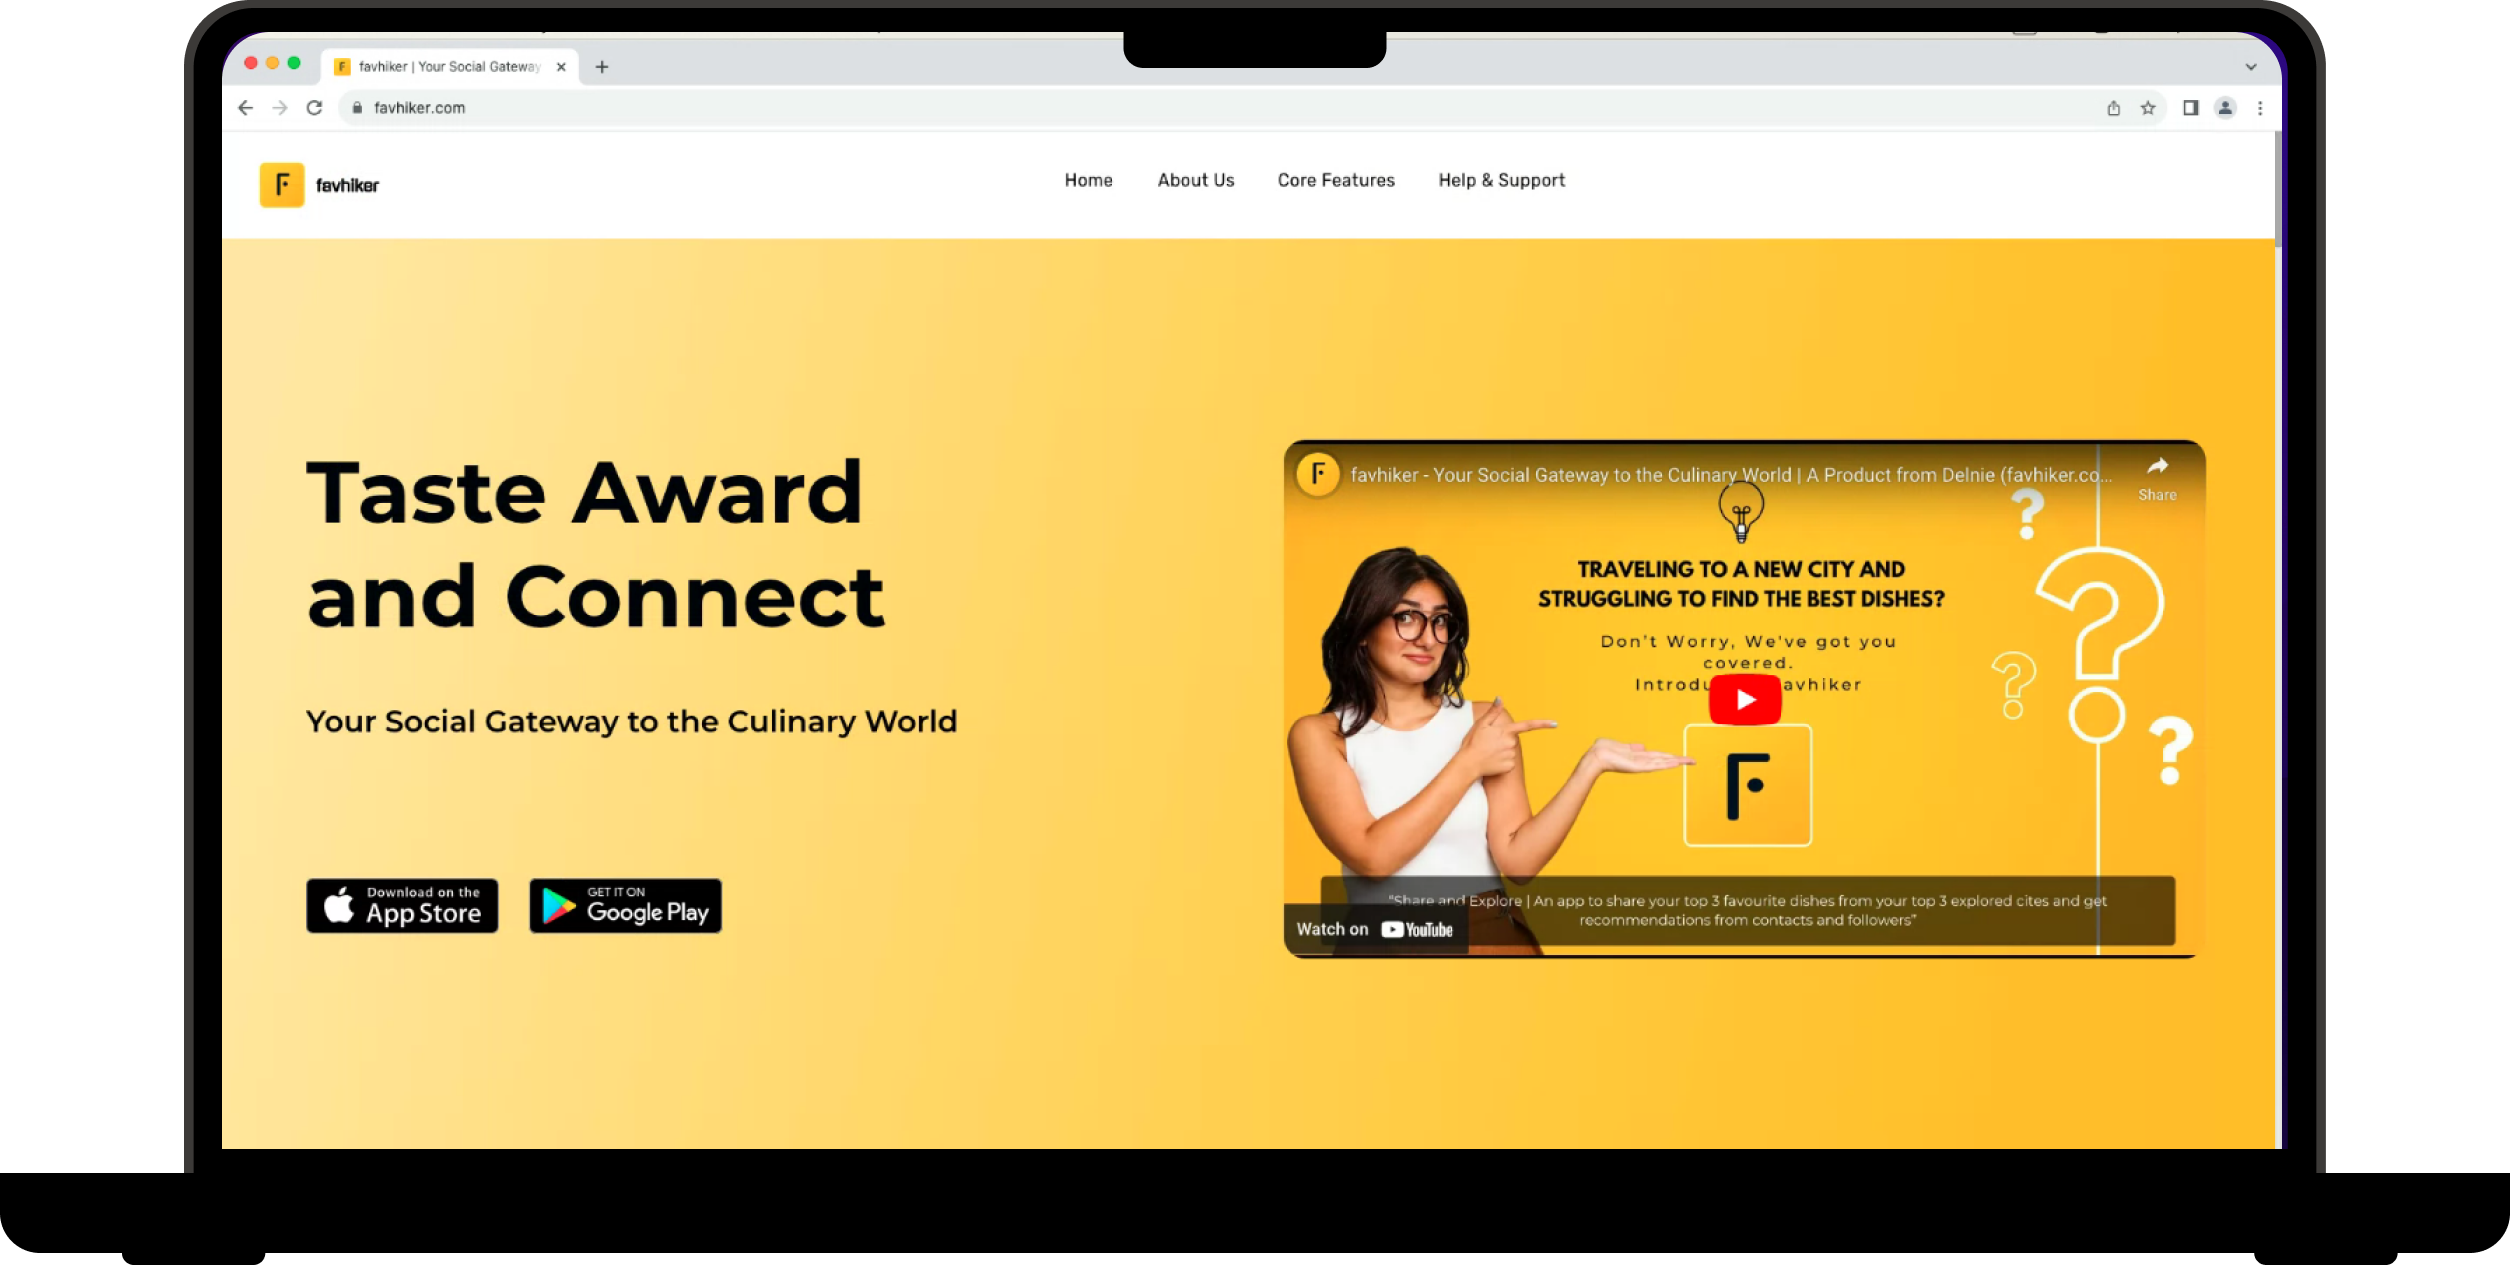 F favhiker | Your Social Gateway
favhiker.com
F favhiker
Home About Us Core Features Help & Support
Taste Award
and Connect
Your Social Gateway to the Culinary World
Download on the
App Store
GET IT ON
Google Play
F favhiker - Your Social Gateway to the Culinary World | A Product from Delnie (favhiker.co...
Share
TRAVELING TO A NEW CITY AND
STRUGGLING TO FIND THE BEST DISHES?
Don't Worry, We've got you
covered.
Introdu avhiker
F
"Share and Explore | An app to share your top 3 favourite dishes from your top 3 explored cites and get
recommendations from contacts and followers"
Watch on YouTube